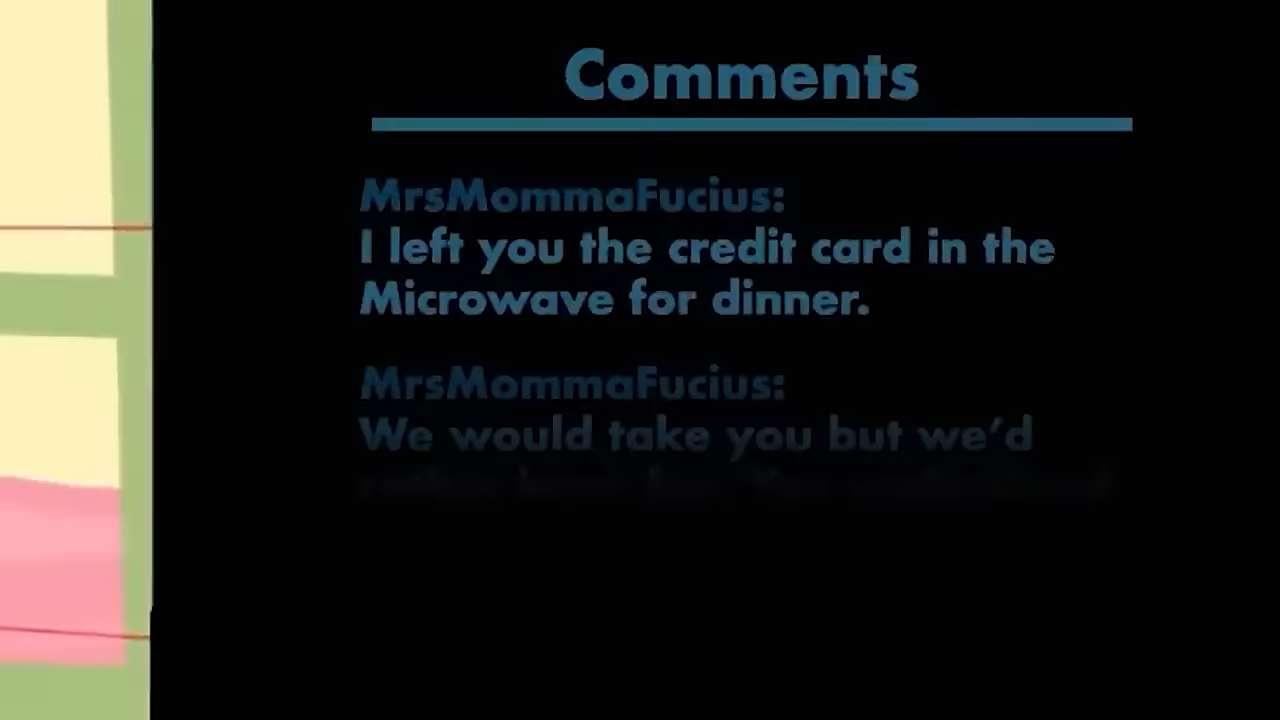 Comments
MrsMommaFucius:
I left you the credit card in the
Microwave for dinner.
MrsMommaFucius:
We would take you but we'd